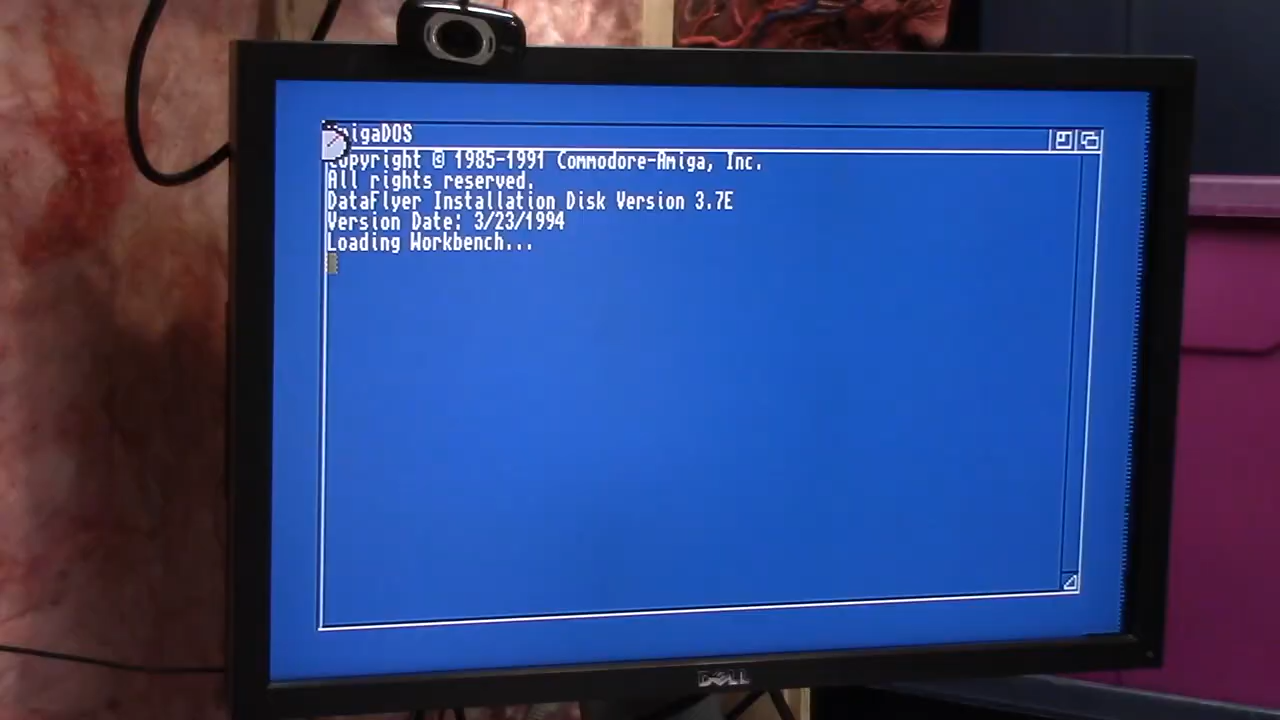 AmigaDOS
Copyright © 1985-1991 Commodore-Amiga, Inc.
All rights reserved.
DataFlyer Installation Disk Version 3.7E
Version Date: 3/23/1994
Loading Workbench...
DELL